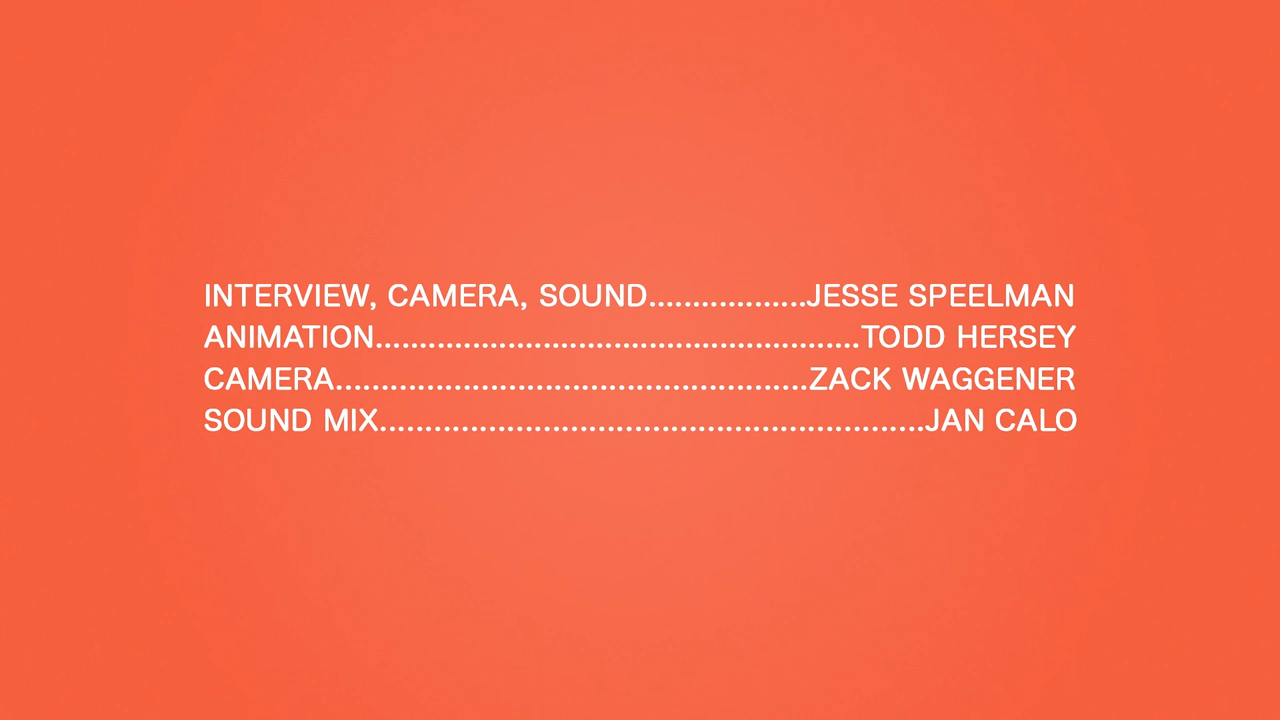 INTERVIEW, CAMERA, SOUND..................JESSE SPEELMAN
ANIMATION........................................................TODD HERSEY
CAMERA......................................................ZACK WAGGENER
SOUND MIX...............................................................JAN CALO